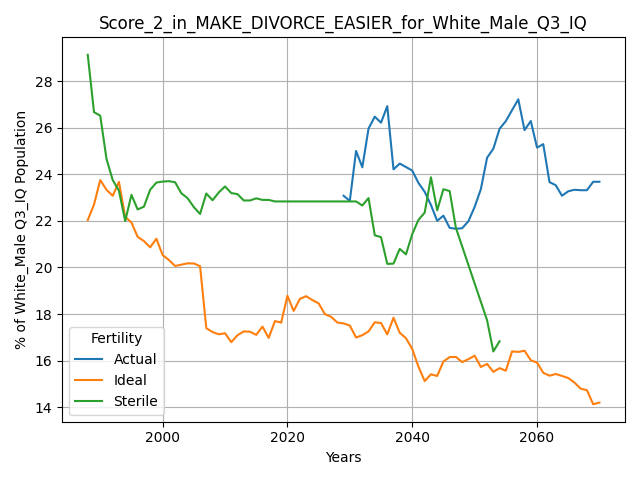 Score_2_in_MAKE_DIVORCE_EASIER_for_White_Male_Q3_IQ
% of White_Male Q3_IQ Population
28
26
24
22
20
18
16
14
Fertility
Actual
Ideal
Sterile
2000 2020 2040 2060
Years